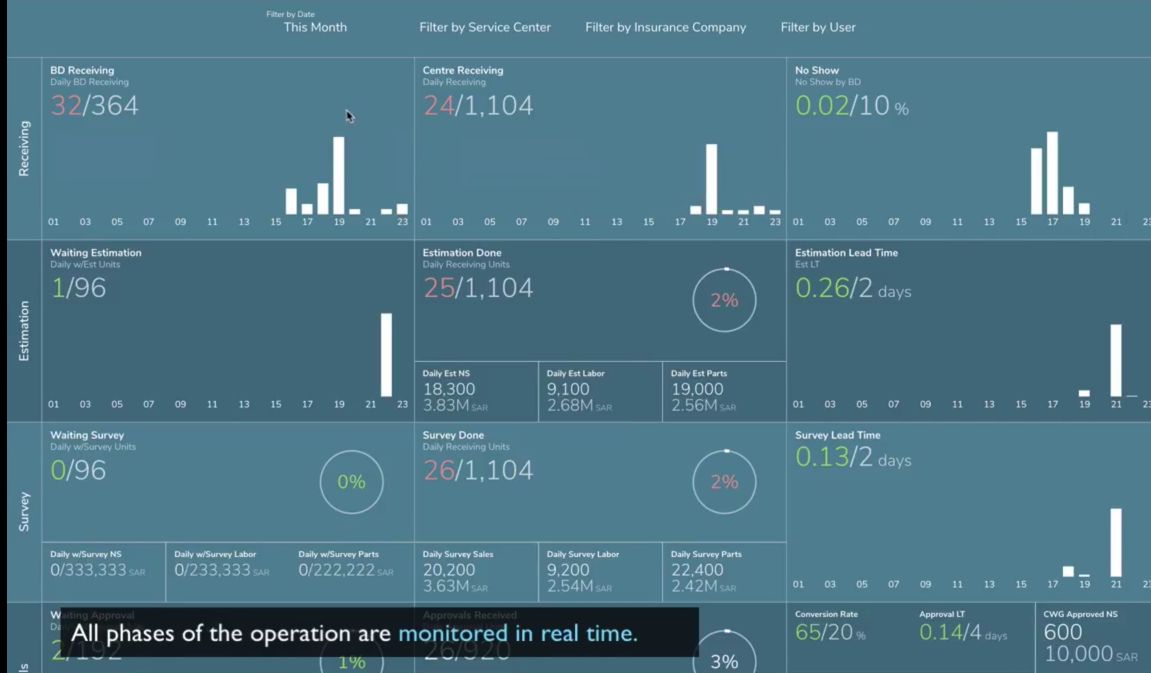 Filter by Date
This Month
Filter by Service Center
Filter by Insurance Company
Filter by User
Receiving
BD Receiving
Daily BD Receiving
32/364
01 03 05 07 09 11 13 15 17 19 21 23
Centre Receiving
Daily Receiving
24/1,104
01 03 05 07 09 11 13 15 17 19 21 23
No Show
No Show by BD
0.02/10 %
01 03 05 07 09 11 13 15 17 19 21 23
Estimation
Waiting Estimation
Daily w/Est Units
1/96
01 03 05 07 09 11 13 15 17 19 21 23
Estimation Done
Daily Receiving Units
25/1,104
2%
Daily Est NS
18,300
3.83M SAR
Daily Est Labor
9,100
2.68M SAR
Daily Est Parts
19,000
2.56M SAR
Estimation Lead Time
Est LT
0.26/2 days
01 03 05 07 09 11 13 15 17 19 21 23
Survey
Waiting Survey
Daily w/Survey Units
0/96
0%
Daily w/Survey NS
0/333,333 SAR
Daily w/Survey Labor
0/233,333 SAR
Daily w/Survey Parts
0/222,222 SAR
Survey Done
Daily Receiving Units
26/1,104
2%
Daily Survey Sales
20,200
3.63M SAR
Daily Survey Labor
9,200
2.54M SAR
Daily Survey Parts
22,400
2.42M SAR
Survey Lead Time
0.13/2 days
01 03 05 07 09 11 13 15 17 19 21 23
Waiting Approval
2/192
1%
Approvals Received
26/920
3%
Conversion Rate
65/20 %
Approval LT
0.14/4 days
CWG Approved NS
600
10,000 SAR
All phases of the operation are monitored in real time.